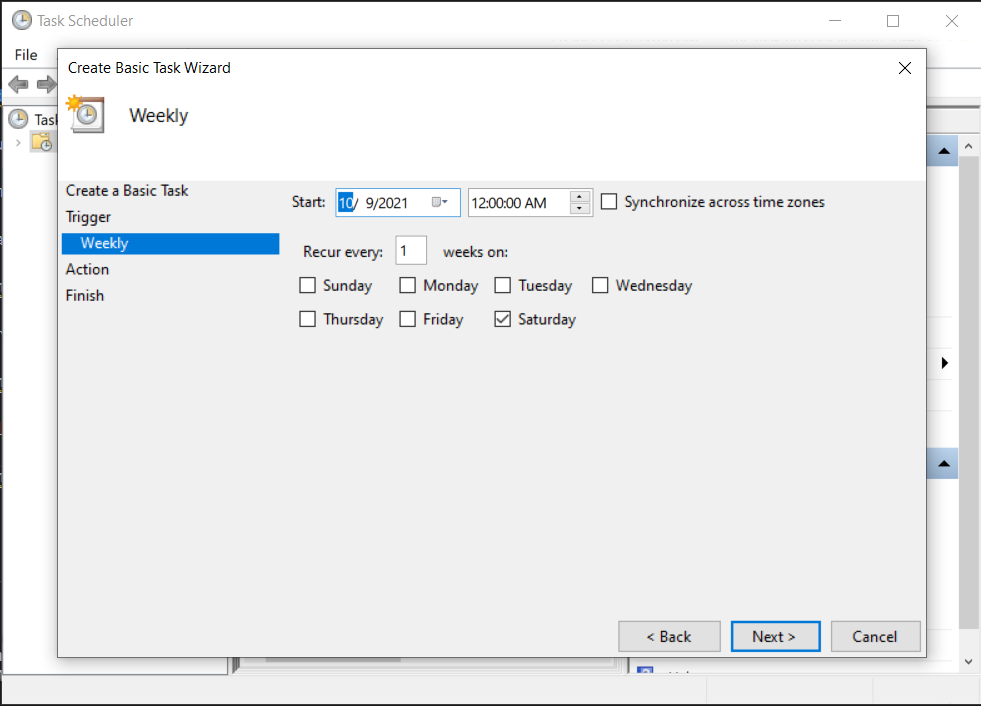 Task Scheduler
File
Create Basic Task Wizard
Weekly
Create a Basic Task
Trigger
Weekly
Action
Finish
Start: 10/ 9/2021 12:00:00 AM Synchronize across time zones
Recur every: 1 weeks on:
Sunday Monday Tuesday Wednesday
Thursday Friday Saturday
< Back Next > Cancel